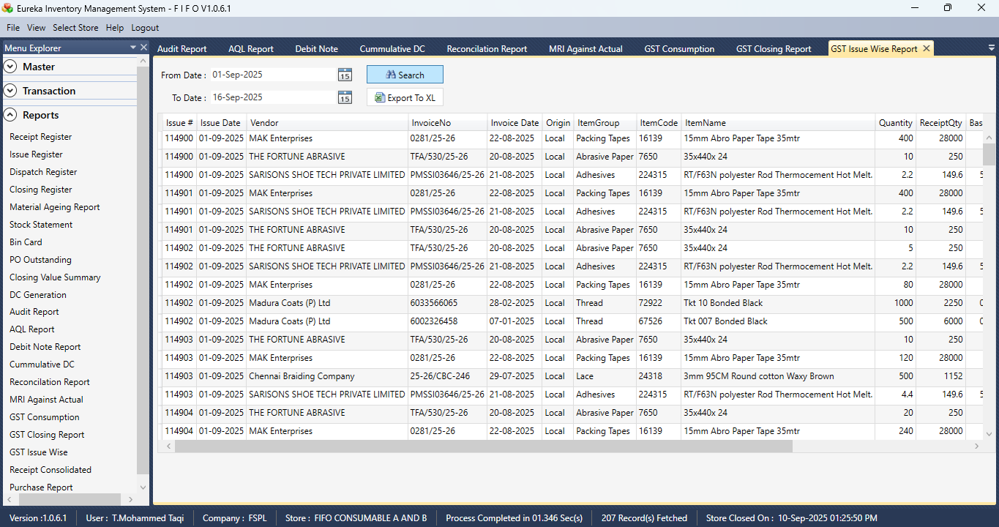 Eureka Inventory Management System - F I F O V1.0.6.1
File View Select Store Help Logout
Menu Explorer
Master
Transaction
Reports
Receipt Register
Issue Register
Dispatch Register
Closing Register
Material Ageing Report
Stock Statement
Bin Card
PO Outstanding
Closing Value Summary
DC Generation
Audit Report
AQL Report
Debit Note Report
Cummulative DC
Reconcilation Report
MRI Against Actual
GST Consumption
GST Closing Report
GST Issue Wise
Receipt Consolidated
Purchase Report
Audit Report AQL Report Debit Note Cummulative DC Reconcilation Report MRI Against Actual GST Consumption GST Closing Report GST Issue Wise Report
From Date : 01-Sep-2025 15 Search
To Date : 16-Sep-2025 15 Export To XL
Issue # Issue Date Vendor InvoiceNo Invoice Date Origin ItemGroup ItemCode ItemName Quantity ReceiptQty Bas
114900 01-09-2025 MAK Enterprises 0281/25-26 22-08-2025 Local Packing Tapes 16139 15mm Abro Paper Tape 35mtr 400 28000
114900 01-09-2025 THE FORTUNE ABRASIVE TFA/530/25-26 20-08-2025 Local Abrasive Paper 7650 35x440x 24 10 250
114900 01-09-2025 SARISONS SHOE TECH PRIVATE LIMITED PMSSI03646/25-26 21-08-2025 Local Adhesives 224315 RT/F63N polyester Rod Thermocement Hot Melt. 2.2 149.6
114901 01-09-2025 MAK Enterprises 0281/25-26 22-08-2025 Local Packing Tapes 16139 15mm Abro Paper Tape 35mtr 400 28000
114901 01-09-2025 SARISONS SHOE TECH PRIVATE LIMITED PMSSI03646/25-26 21-08-2025 Local Adhesives 224315 RT/F63N polyester Rod Thermocement Hot Melt. 2.2 149.6
114901 01-09-2025 THE FORTUNE ABRASIVE TFA/530/25-26 20-08-2025 Local Abrasive Paper 7650 35x440x 24 10 250
114902 01-09-2025 THE FORTUNE ABRASIVE TFA/530/25-26 20-08-2025 Local Abrasive Paper 7650 35x440x 24 5 250
114902 01-09-2025 SARISONS SHOE TECH PRIVATE LIMITED PMSSI03646/25-26 21-08-2025 Local Adhesives 224315 RT/F63N polyester Rod Thermocement Hot Melt. 2.2 149.6
114902 01-09-2025 MAK Enterprises 0281/25-26 22-08-2025 Local Packing Tapes 16139 15mm Abro Paper Tape 35mtr 80 28000
114902 01-09-2025 Madura Coats (P) Ltd 6033566065 28-02-2025 Local Thread 72922 Tkt 10 Bonded Black 1000 2250
114902 01-09-2025 Madura Coats (P) Ltd 6002326458 07-01-2025 Local Thread 67526 Tkt 007 Bonded Black 500 6000
114903 01-09-2025 THE FORTUNE ABRASIVE TFA/530/25-26 20-08-2025 Local Abrasive Paper 7650 35x440x 24 10 250
114903 01-09-2025 MAK Enterprises 0281/25-26 22-08-2025 Local Packing Tapes 16139 15mm Abro Paper Tape 35mtr 120 28000
114903 01-09-2025 Chennai Braiding Company 25-26/CBC-246 29-07-2025 Local Lace 24318 3mm 95CM Round cotton Waxy Brown 500 1152
114903 01-09-2025 SARISONS SHOE TECH PRIVATE LIMITED PMSSI03646/25-26 21-08-2025 Local Adhesives 224315 RT/F63N polyester Rod Thermocement Hot Melt. 4.4 149.6
114904 01-09-2025 THE FORTUNE ABRASIVE TFA/530/25-26 20-08-2025 Local Abrasive Paper 7650 35x440x 24 20 250
114904 01-09-2025 MAK Enterprises 0281/25-26 22-08-2025 Local Packing Tapes 16139 15mm Abro Paper Tape 35mtr 240 28000
Version :1.0.6.1 User : T.Mohammed Taqi Company : FSPL Store : FIFO CONSUMABLE A AND B Process Completed in 01.346 Sec(s) 207 Record(s) Fetched Store Closed On : 10-Sep-2025 01:25:50 PM